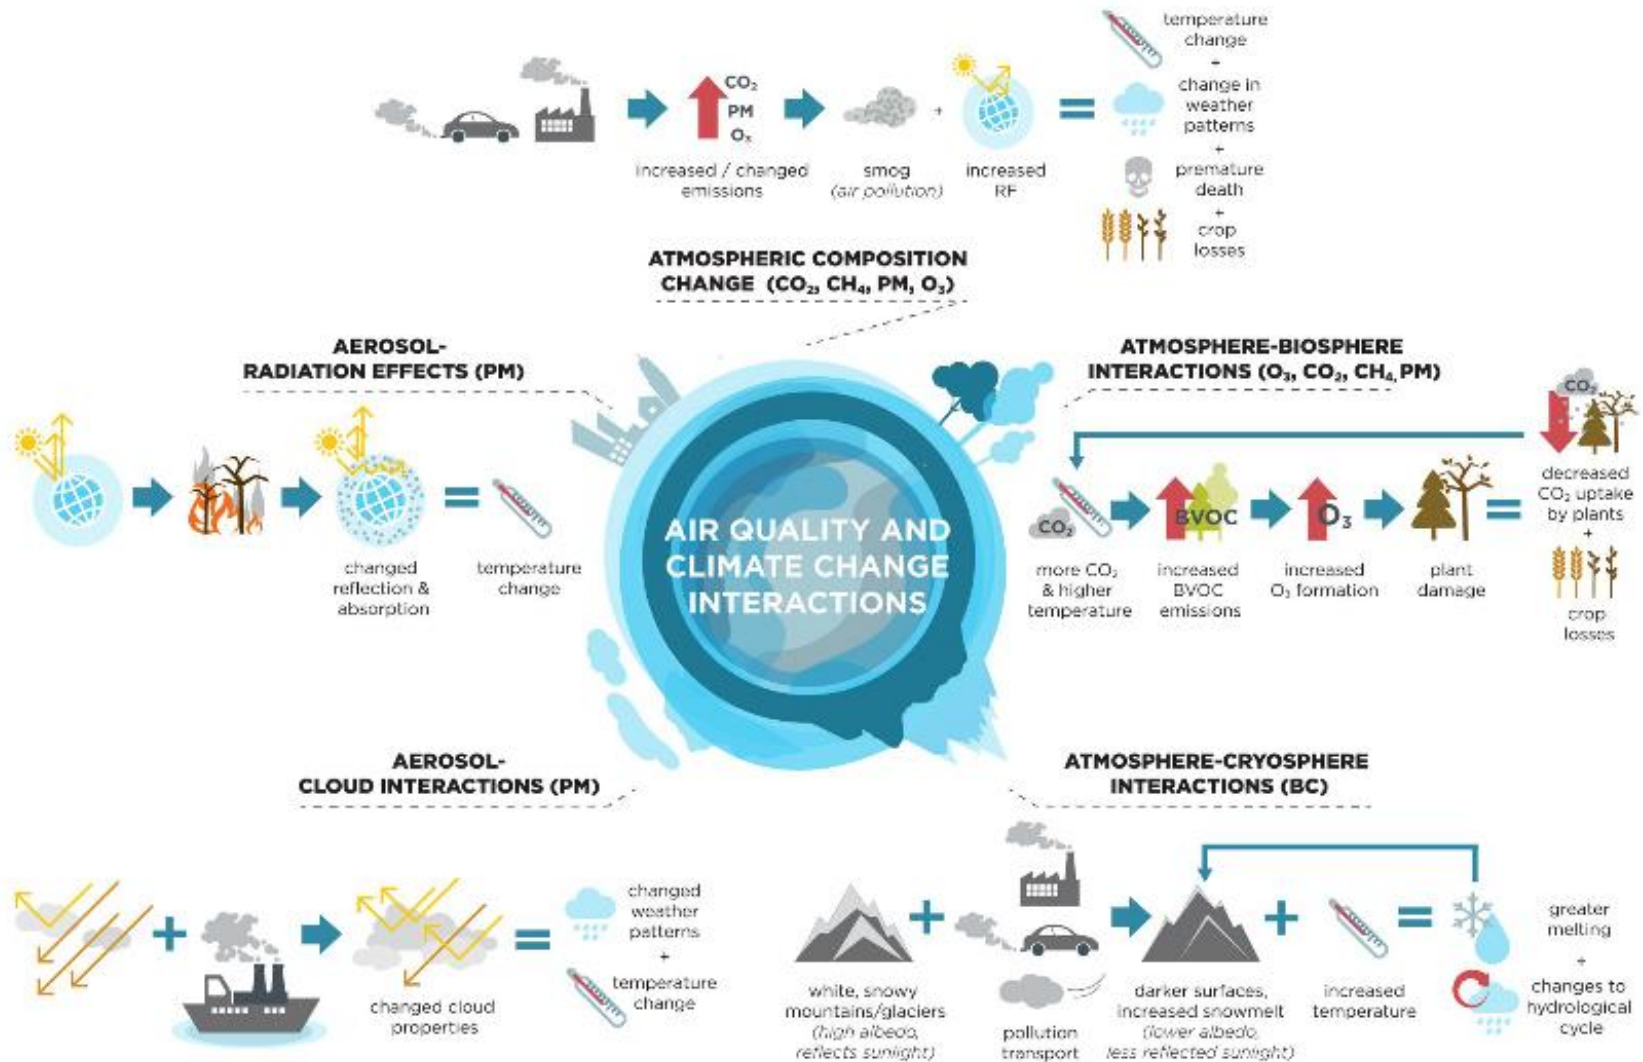 temperature
change
+
change in
weather
patterns
+
premature
death
+
crop
losses
CO₂
PM
O₃
increased / changed
emissions
smog
(air pollution)
+
increased
RF
=
ATMOSPHERIC COMPOSITION
CHANGE (CO₂, CH₄, PM, O₃)
AEROSOL-
RADIATION EFFECTS (PM)
changed
reflection &
absorption
=
temperature
change
ATMOSPHERE-BIOSPHERE
INTERACTIONS (O₃, CO₂, CH₄, PM)
CO₂
more CO₂
& higher
temperature
BVOC
increased
BVOC
emissions
O₃
increased
O₃ formation
plant
damage
=
CO₂
decreased
CO₂ uptake
by plants
+
crop
losses
AIR QUALITY AND
CLIMATE CHANGE
INTERACTIONS
AEROSOL-
CLOUD INTERACTIONS (PM)
+
changed cloud
properties
=
changed
weather
patterns
+
temperature
change
ATMOSPHERE-CRYOSPHERE
INTERACTIONS (BC)
white, snowy
mountains/glaciers
(high albedo,
reflects sunlight)
+
pollution
transport
darker surfaces,
increased snowmelt
(lower albedo,
less reflected sunlight)
+
increased
temperature
=
greater
melting
+
changes to
hydrological
cycle